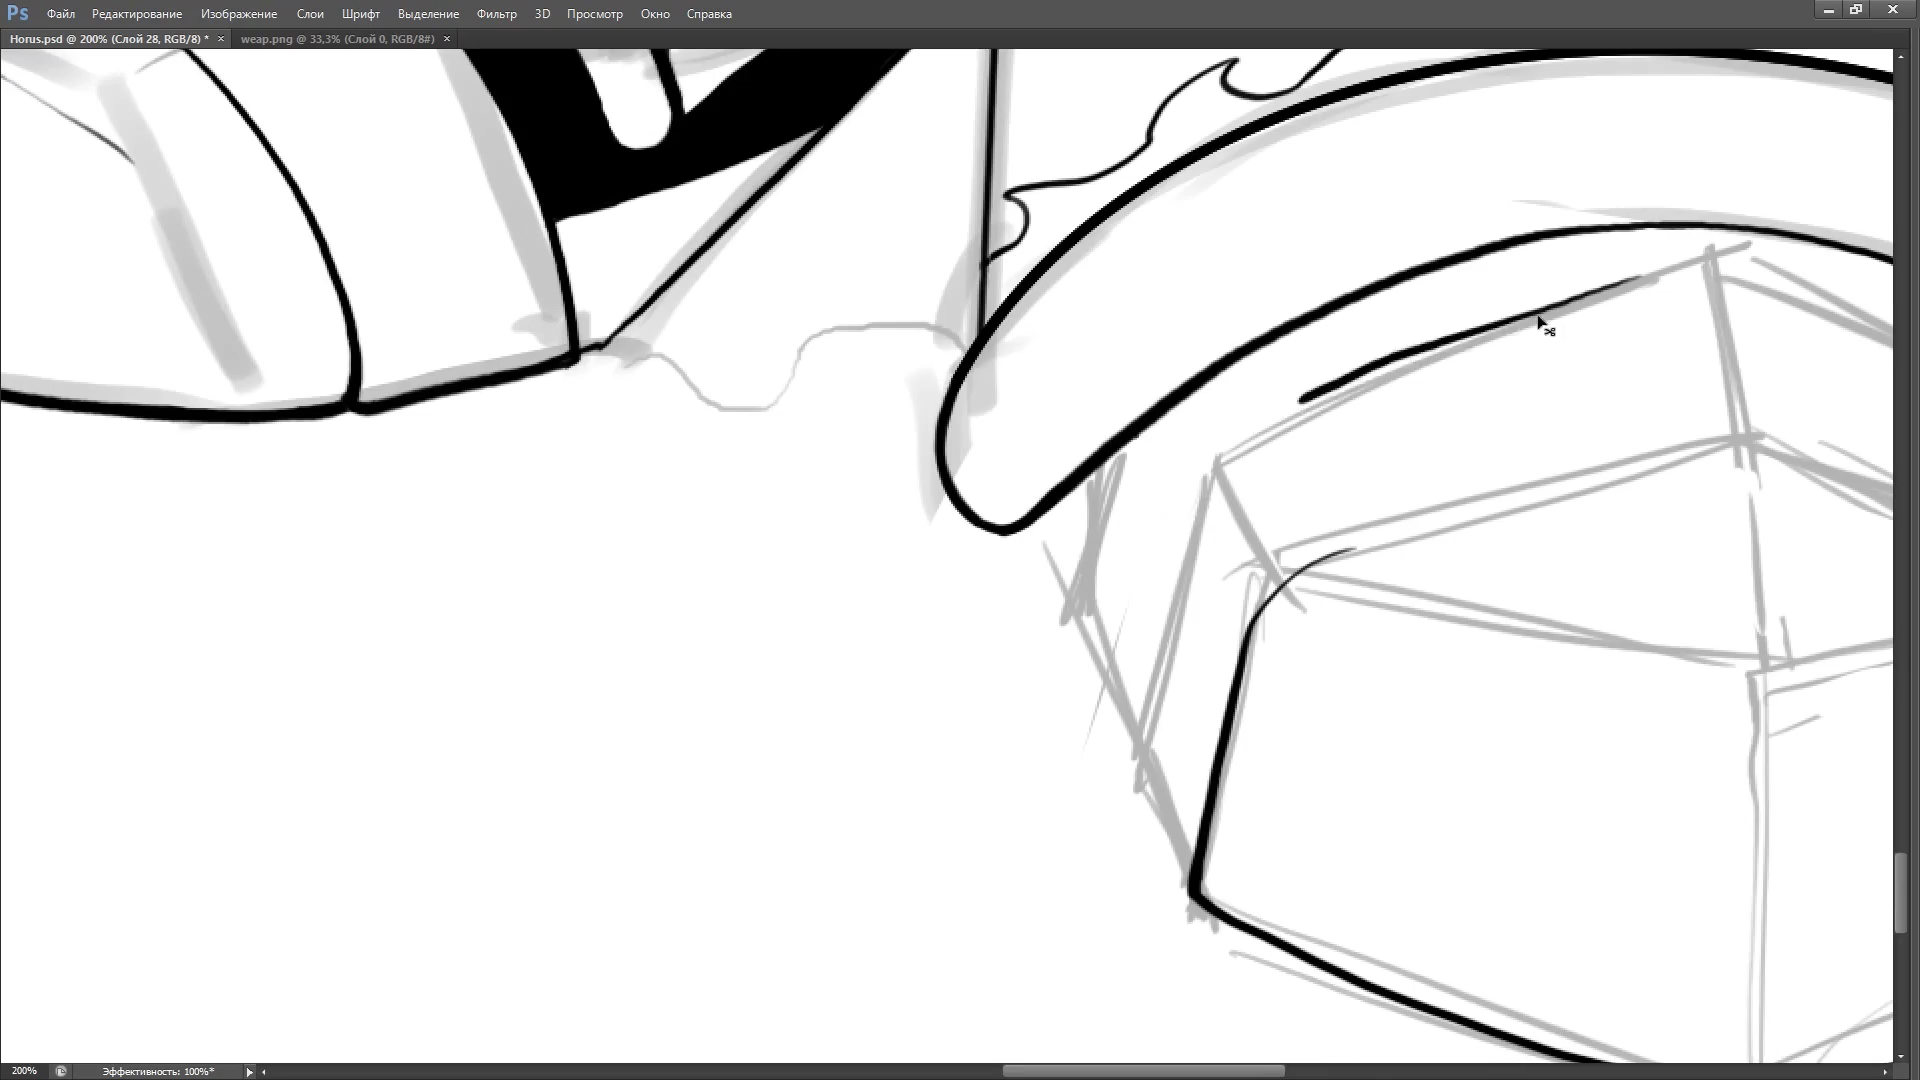 Ps Файл Редактирование Изображение Слои Шрифт Выделение Фильтр 3D Просмотр Окно Справка
Horus.psd @ 200% (Слой 28, RGB/8) * × weap.png @ 33,3% (Слой 0, RGB/8#) ×
200% Эффективность: 100%*